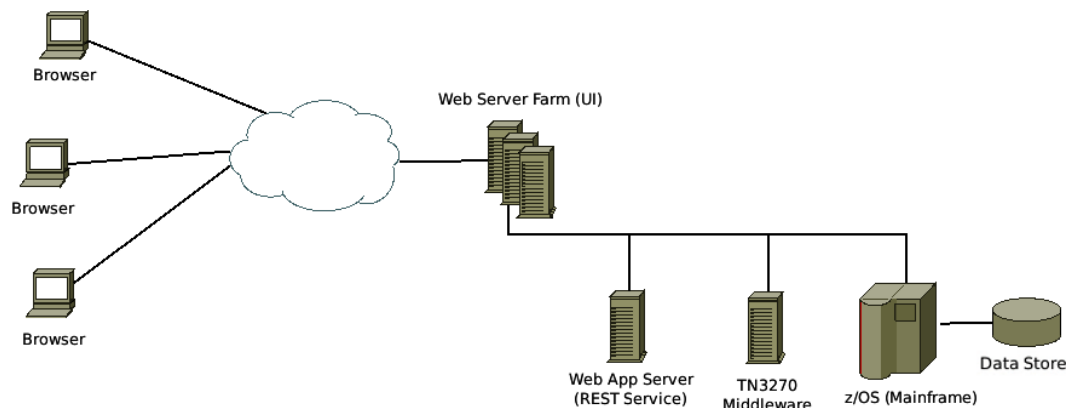 Browser
Browser
Browser
Web Server Farm (UI)
Web App Server
(REST Service)
TN3270
Middleware
z/OS (Mainframe)
Data Store